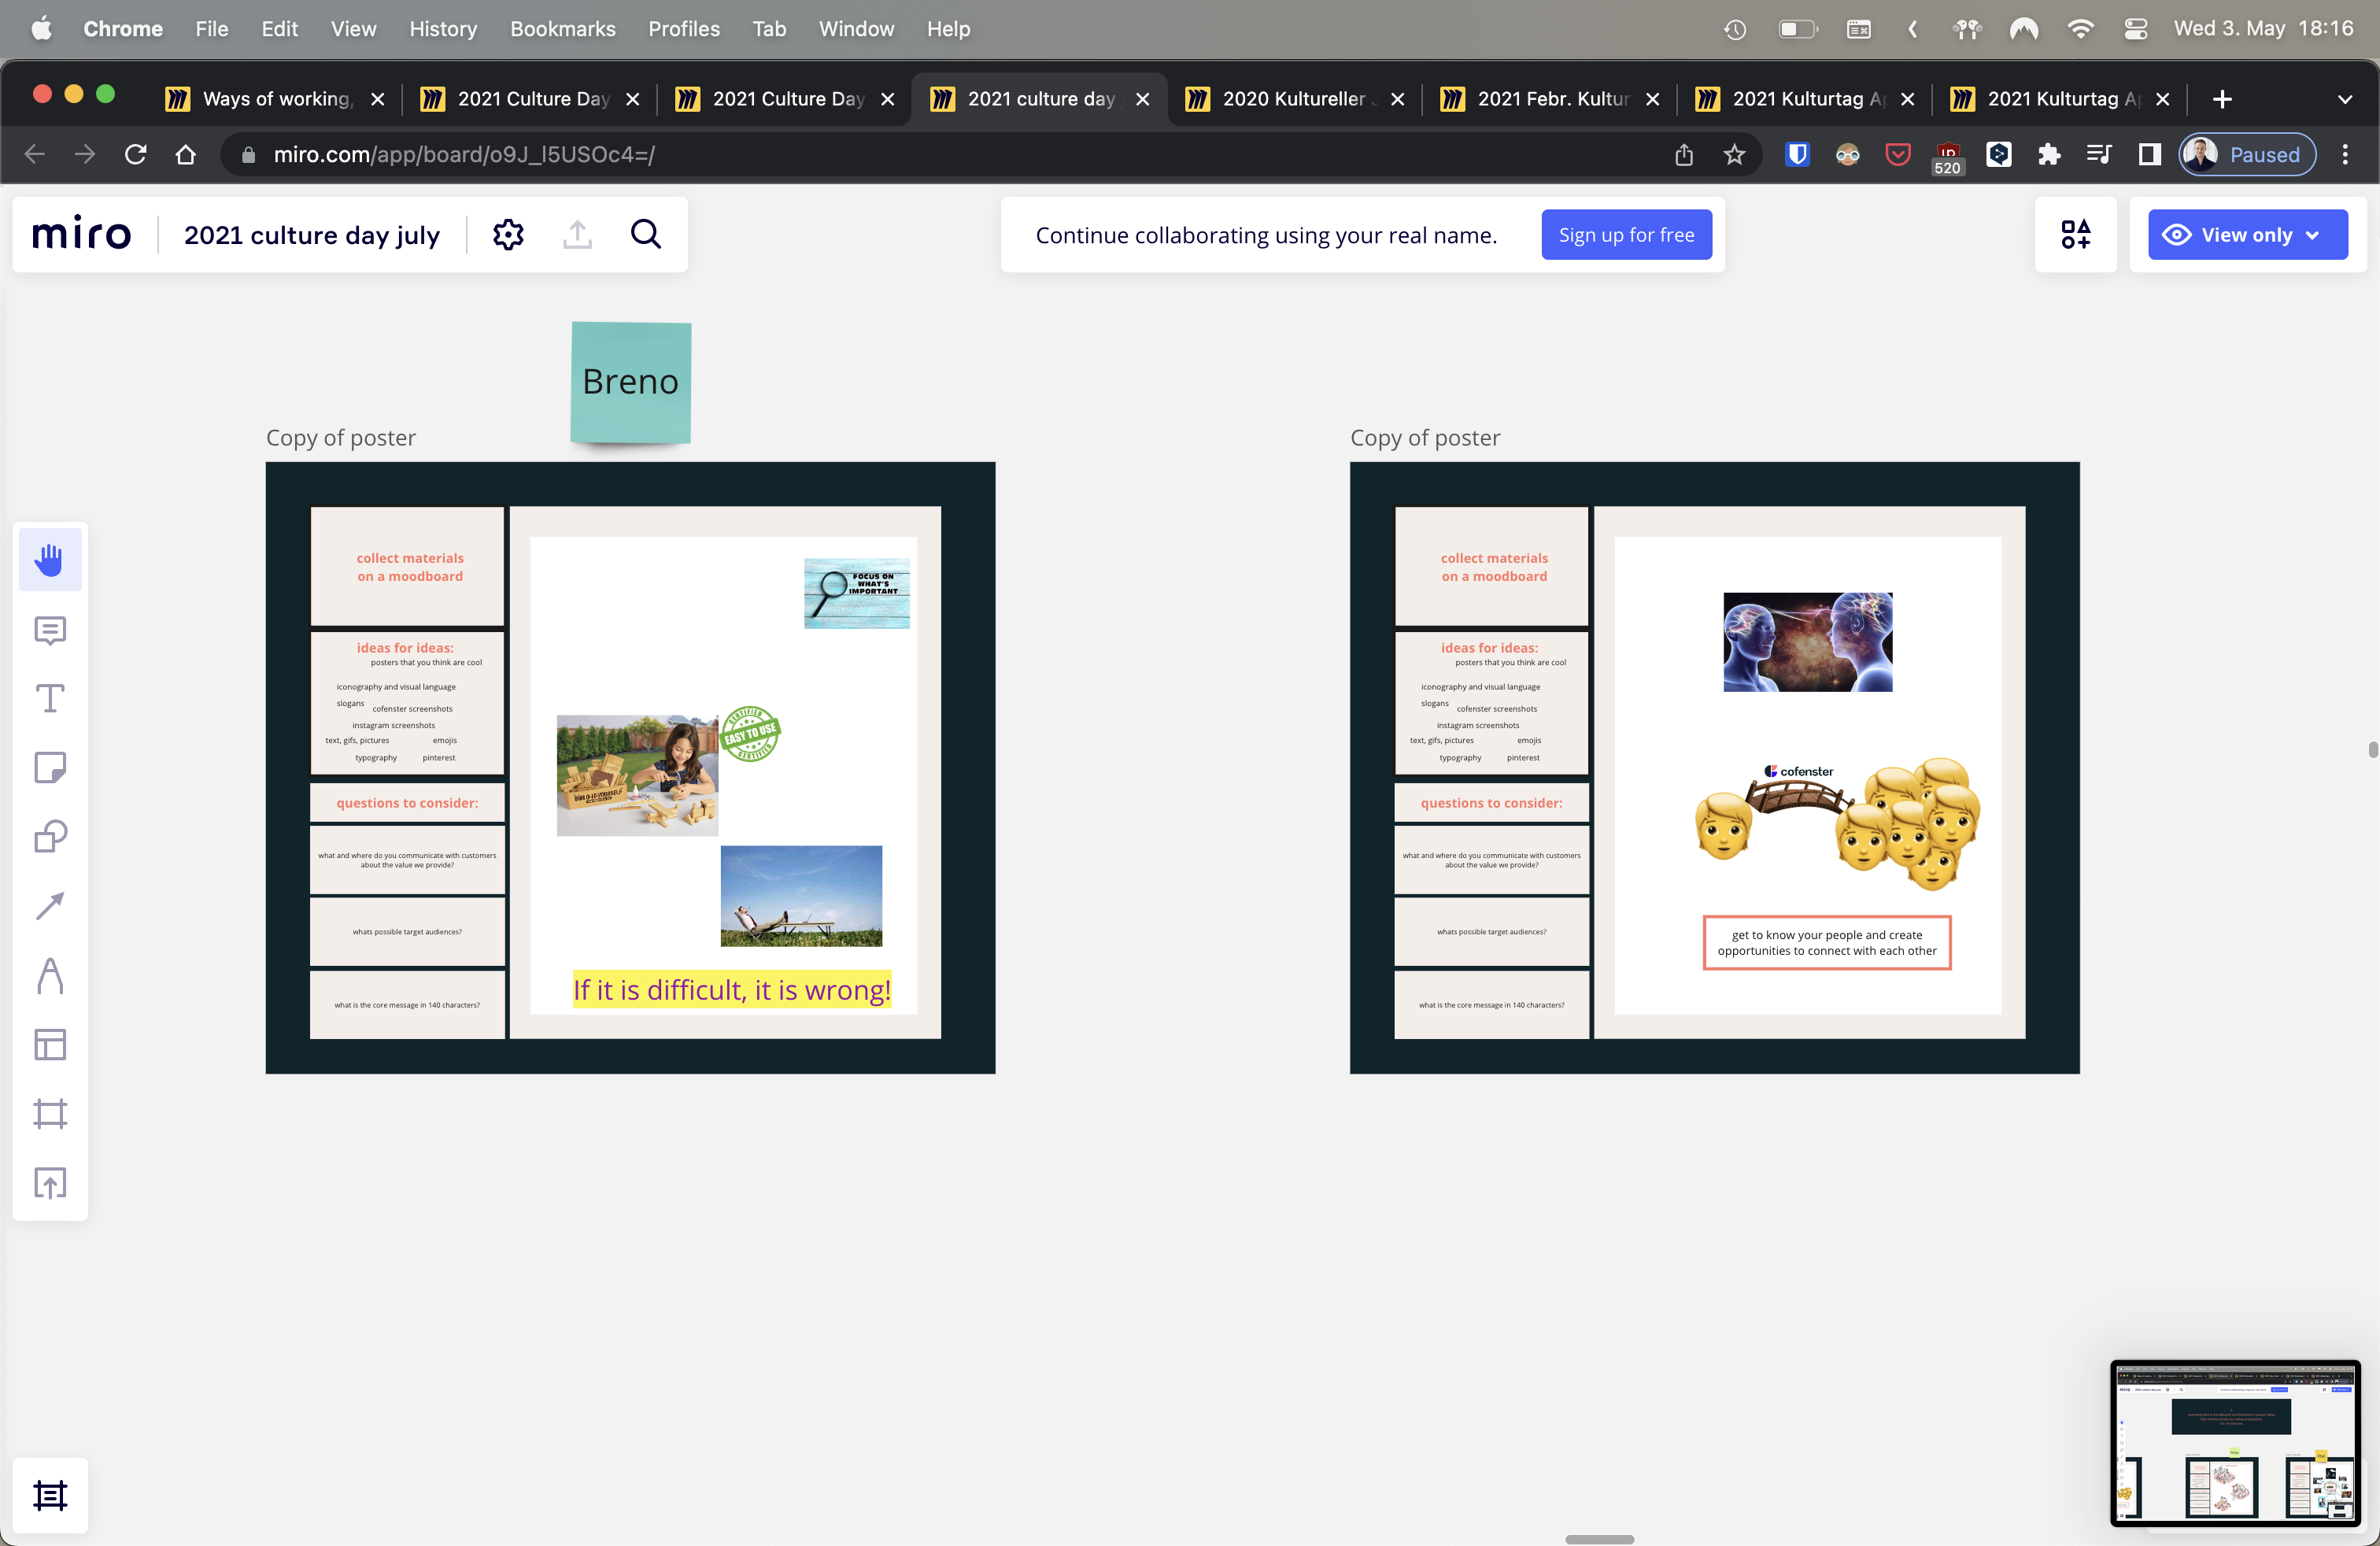 Chrome File Edit View History Bookmarks Profiles Tab Window Help
Wed 3. May 18:16
Ways of working,
2021 Culture Day
2021 Culture Day
2021 culture day
2020 Kultureller
2021 Febr. Kultur
2021 Kulturtag Ap
2021 Kulturtag Ap
miro.com/app/board/o9J_l5USOc4=/
520
Paused
miro
2021 culture day july
Continue collaborating using your real name.
Sign up for free
View only
Breno
Copy of poster
collect materials
on a moodboard
ideas for ideas:
posters that you think are cool
iconography and visual language
slogans
cofenster screenshots
instagram screenshots
text, gifs, pictures
emojis
typography
pinterest
questions to consider:
what and where do you communicate with customers
about the value we provide?
whats possible target audiences?
what is the core message in 140 characters?
FOCUS ON
WHAT'S
IMPORTANT
CERTIFIED
EASY TO USE
CERTIFIED
If it is difficult, it is wrong!
Copy of poster
collect materials
on a moodboard
ideas for ideas:
posters that you think are cool
iconography and visual language
slogans
cofenster screenshots
instagram screenshots
text, gifs, pictures
emojis
typography
pinterest
questions to consider:
what and where do you communicate with customers
about the value we provide?
whats possible target audiences?
what is the core message in 140 characters?
cofenster
get to know your people and create
opportunities to connect with each other